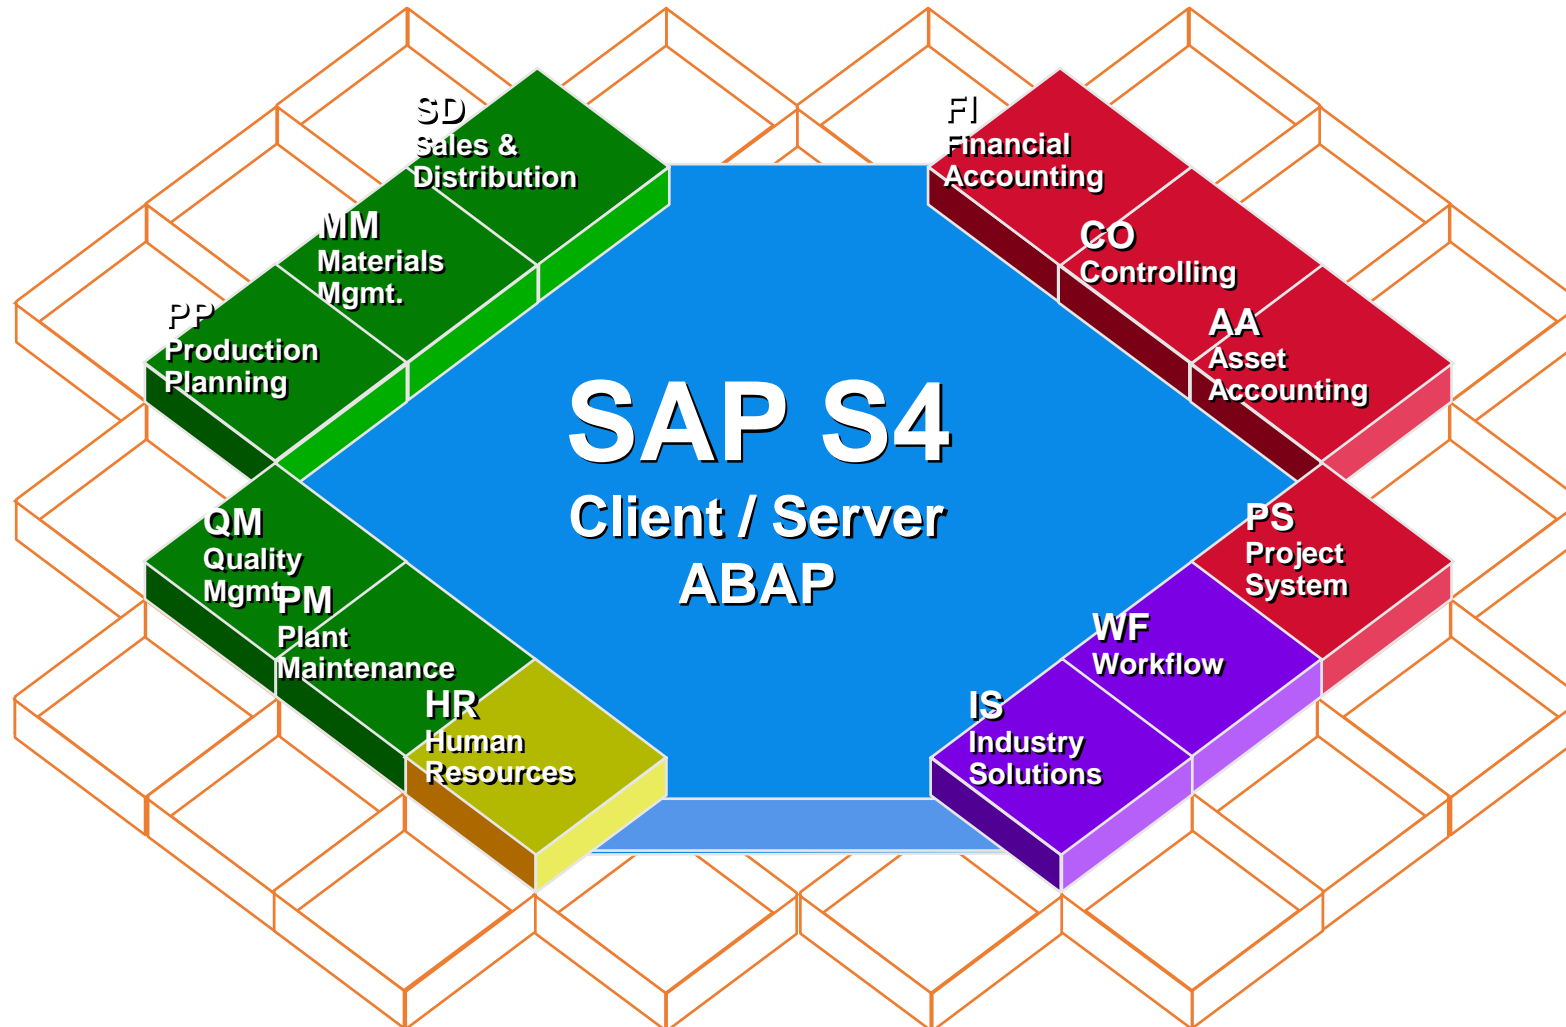 SD
Sales &
Distribution
MM
Materials
Mgmt.
PP
Production
Planning
FI
Financial
Accounting
CO
Controlling
AA
Asset
Accounting
SAP S4
Client / Server
ABAP
QM
Quality
Mgmt.
PM
Plant
Maintenance
HR
Human
Resources
PS
Project
System
WF
Workflow
IS
Industry
Solutions